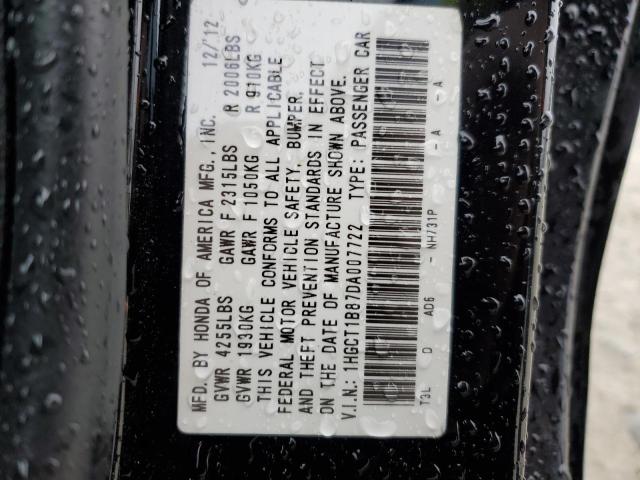 MFD. BY HONDA OF AMERICA MFG., INC. 12/12
GVWR 4255LBS GAWR F 2315LBS R 2006LBS
GVWR 1930KG GAWR F 1050KG R 910KG
THIS VEHICLE CONFORMS TO ALL APPLICABLE
FEDERAL MOTOR VEHICLE SAFETY, BUMPER,
AND THEFT PREVENTION STANDARDS IN EFFECT
ON THE DATE OF MANUFACTURE SHOWN ABOVE.
V.I.N.: 1HGCT1B87DA007722 TYPE: PASSENGER CAR
T3L D AD6 - NH731P - A - A